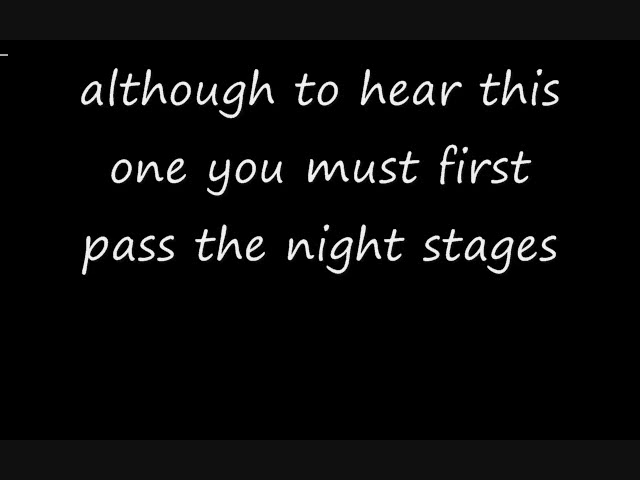 although to hear this
one you must first
pass the night stages